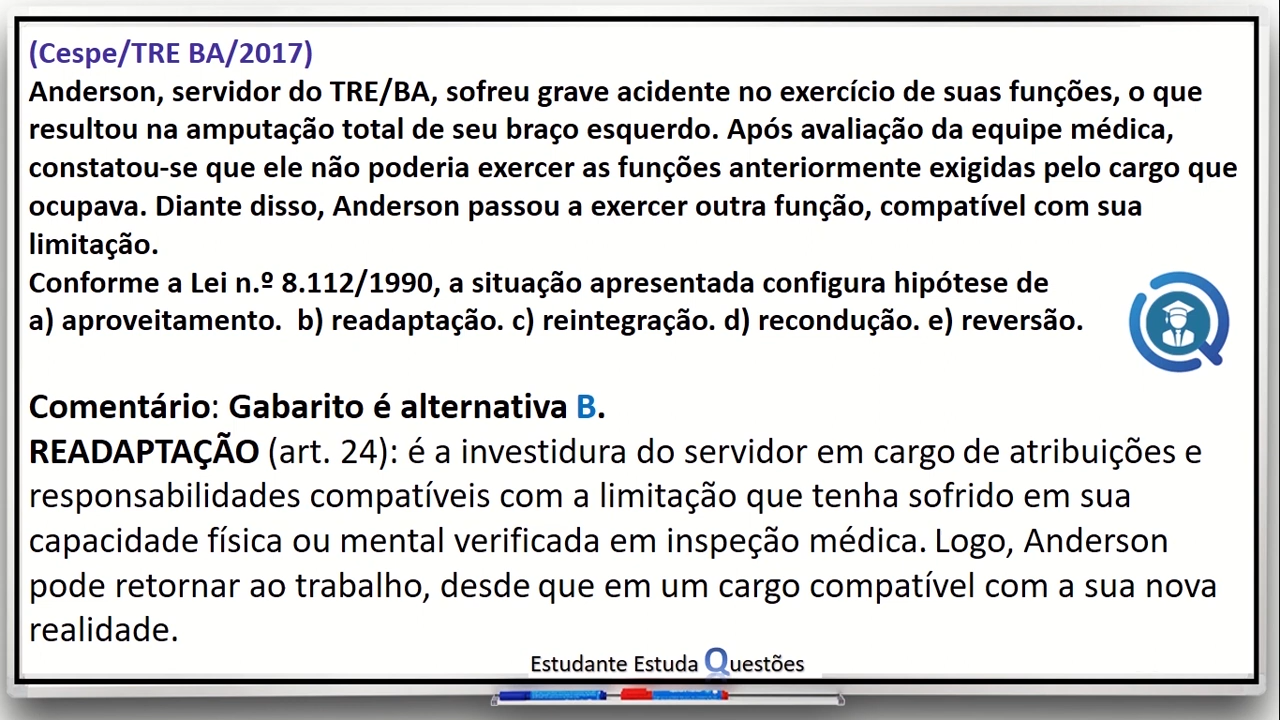 (Cespe/TRE BA/2017)
Anderson, servidor do TRE/BA, sofreu grave acidente no exercício de suas funções, o que
resultou na amputação total de seu braço esquerdo. Após avaliação da equipe médica,
constatou-se que ele não poderia exercer as funções anteriormente exigidas pelo cargo que
ocupava. Diante disso, Anderson passou a exercer outra função, compatível com sua
limitação.
Conforme a Lei n.º 8.112/1990, a situação apresentada configura hipótese de
a) aproveitamento.  b) readaptação. c) reintegração. d) recondução. e) reversão.
Comentário: Gabarito é alternativa B.
READAPTAÇÃO (art. 24): é a investidura do servidor em cargo de atribuições e
responsabilidades compatíveis com a limitação que tenha sofrido em sua
capacidade física ou mental verificada em inspeção médica. Logo, Anderson
pode retornar ao trabalho, desde que em um cargo compatível com a sua nova
realidade.
Estudante Estuda Questões